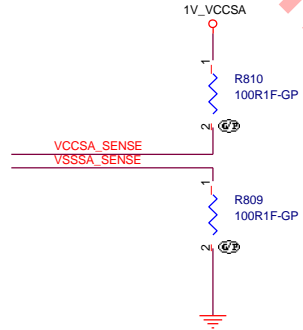 1V_VCCSA
1
R810
100R1F-GP
2
G/P
VCCSA_SENSE
VSSSA_SENSE
1
R809
100R1F-GP
2
G/P